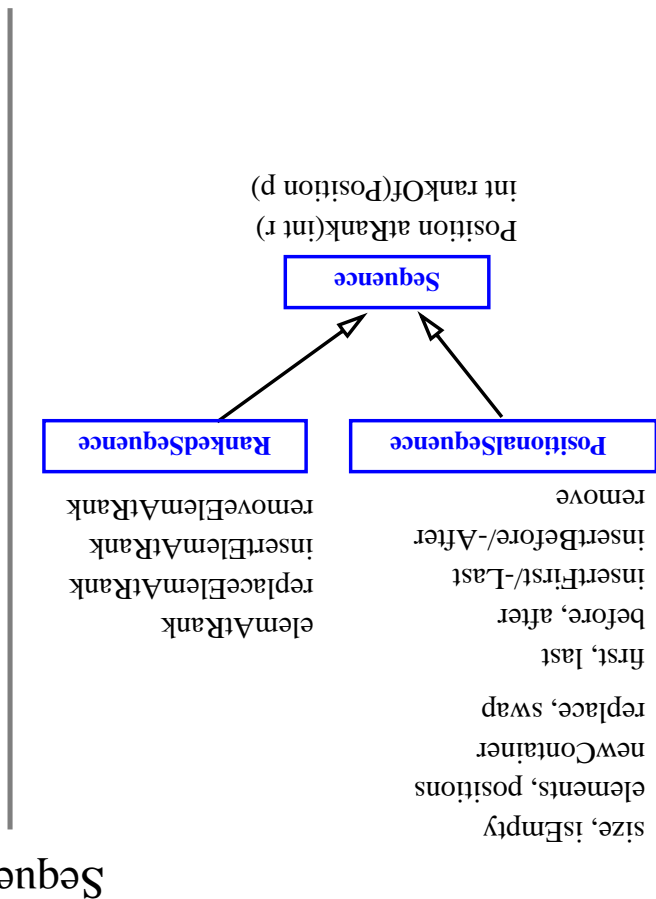 Seque
size, isEmpty
elements, positions
newContainer
replace, swap
first, last
before, after
insertFirst/-Last
insertBefore/-After
remove
elemAtRank
replaceElemAtRank
insertElemAtRank
removeElemAtRank
PositionalSequence
RankedSequence
Sequence
Position atRank(int r)
int rankOf(Position p)